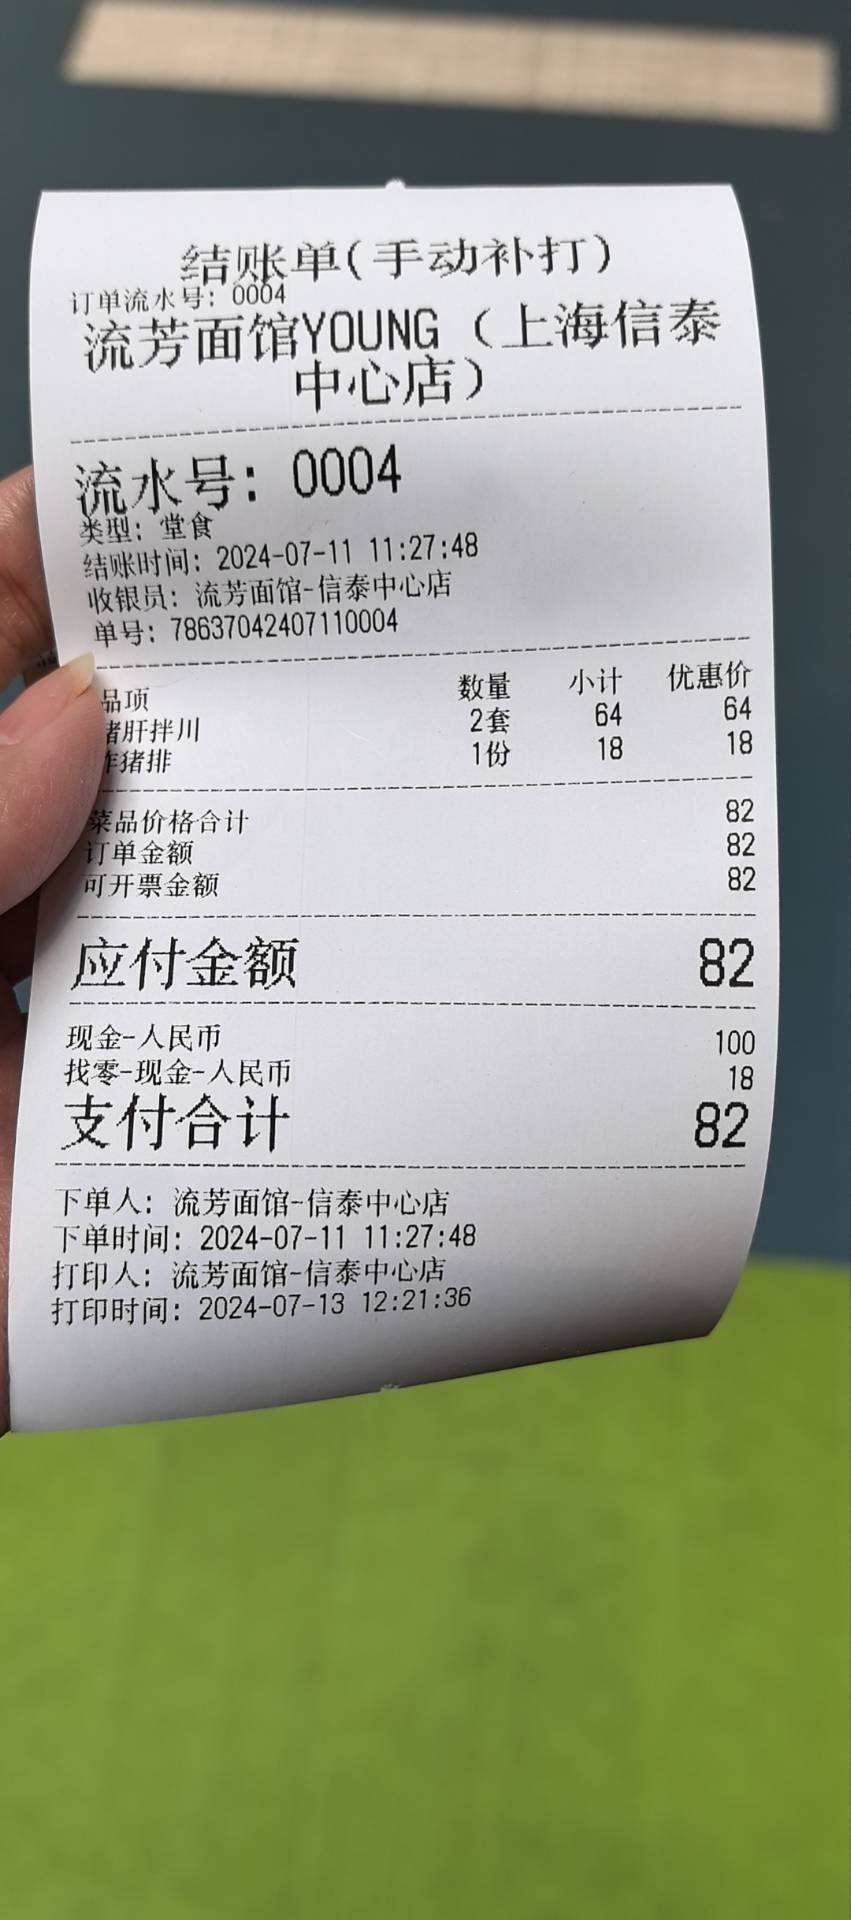 结账单(手动补打)
订单流水号: 0004
流芳面馆YOUNG（上海信泰
中心店）
流水号: 0004
类型: 堂食
结账时间: 2024-07-11 11:27:48
收银员: 流芳面馆-信泰中心店
单号: 78637042407110004
品项 数量 小计 优惠价
猪肝拌川 2套 64 64
炸猪排 1份 18 18
菜品价格合计 82
订单金额 82
可开票金额 82
应付金额 82
现金-人民币 100
找零-现金-人民币 18
支付合计 82
下单人: 流芳面馆-信泰中心店
下单时间: 2024-07-11 11:27:48
打印人: 流芳面馆-信泰中心店
打印时间: 2024-07-13 12:21:36